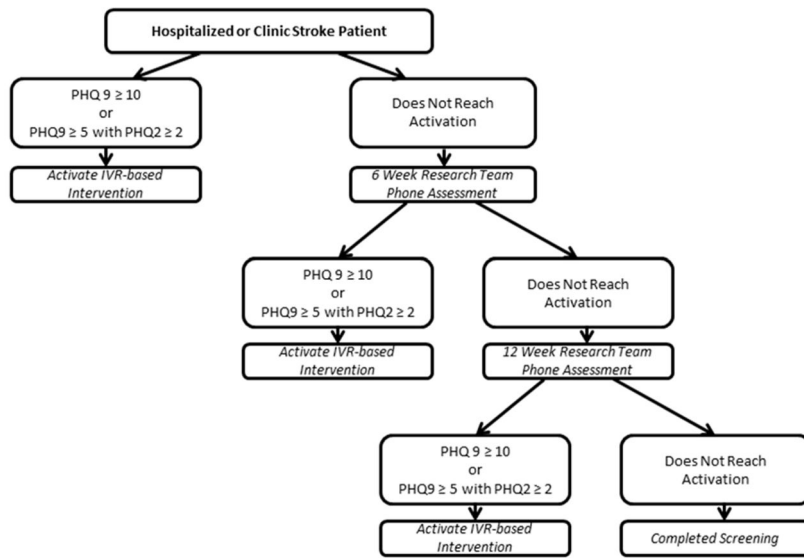 Hospitalized or Clinic Stroke Patient
PHQ 9 ≥ 10
or
PHQ9 ≥ 5 with PHQ2 ≥ 2
Does Not Reach
Activation
Activate IVR-based
Intervention
6 Week Research Team
Phone Assessment
PHQ 9 ≥ 10
or
PHQ9 ≥ 5 with PHQ2 ≥ 2
Does Not Reach
Activation
Activate IVR-based
Intervention
12 Week Research Team
Phone Assessment
PHQ 9 ≥ 10
or
PHQ9 ≥ 5 with PHQ2 ≥ 2
Does Not Reach
Activation
Activate IVR-based
Intervention
Completed Screening